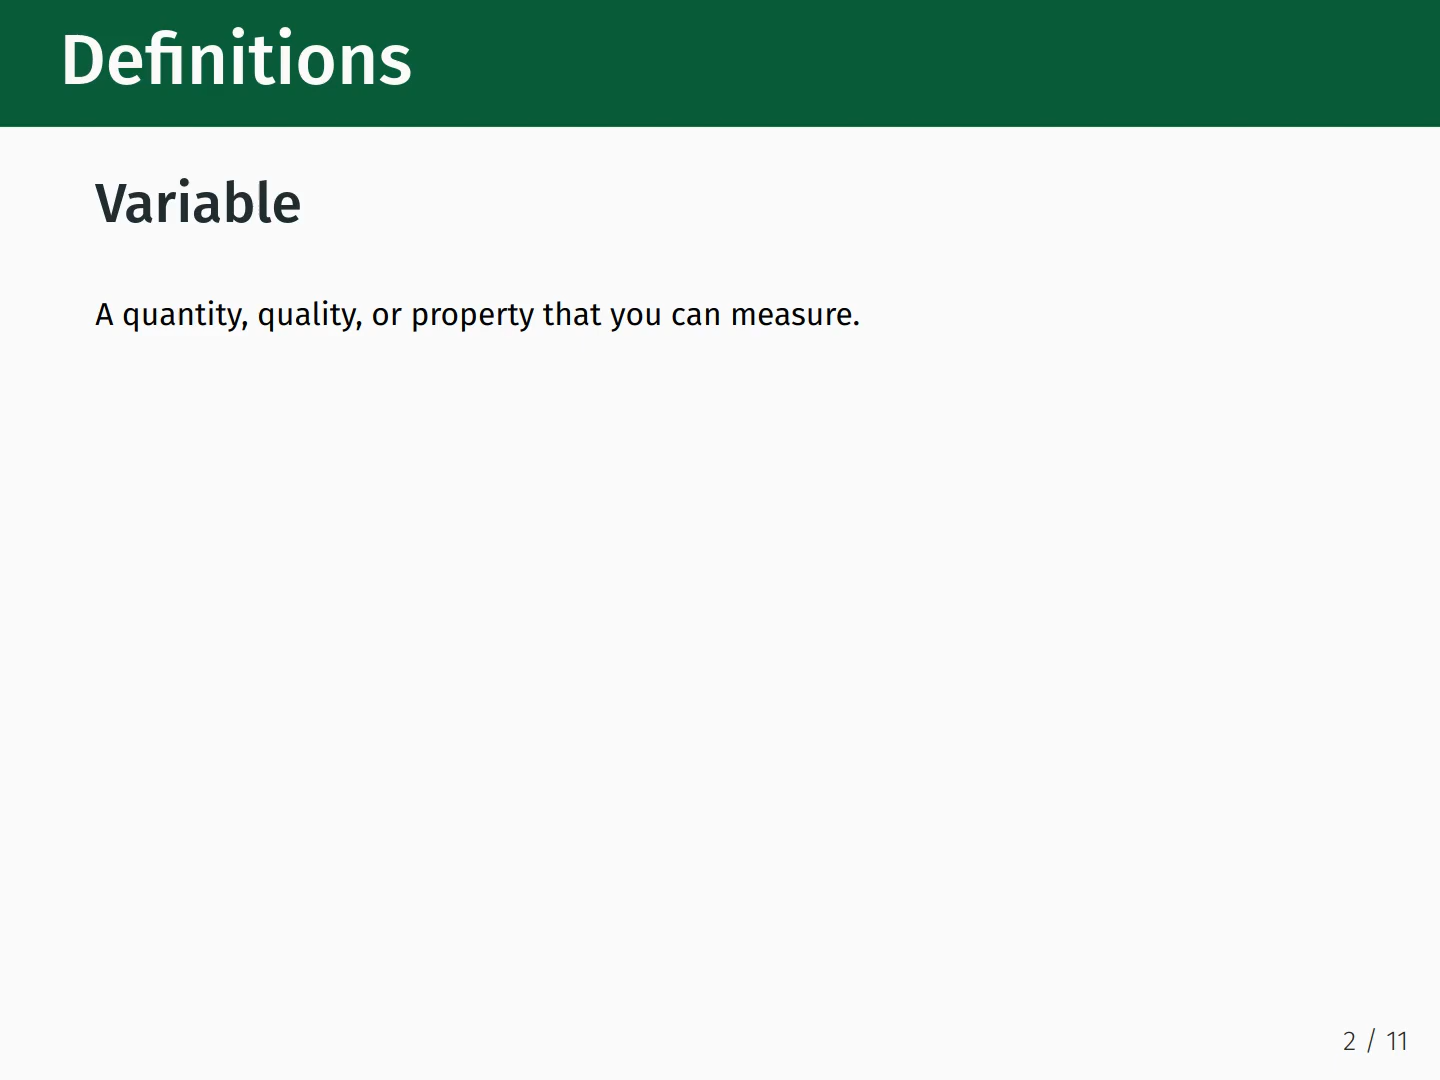 Definitions
Variable
A quantity, quality, or property that you can measure.
2 / 11